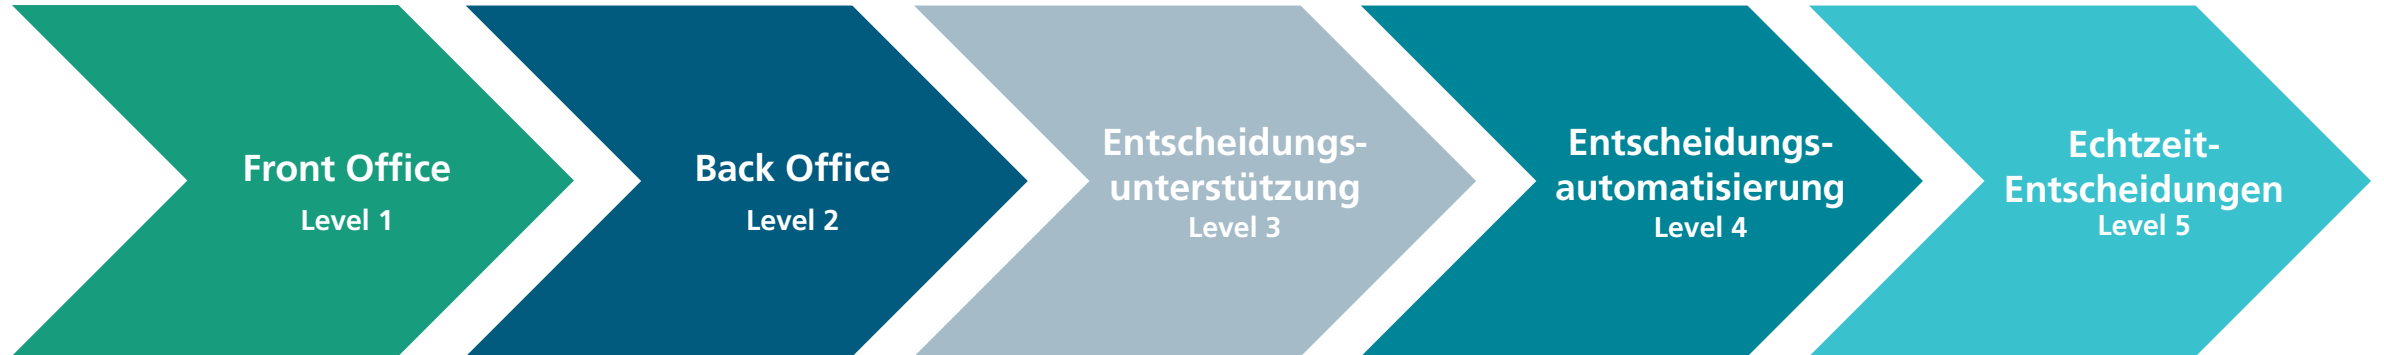 Front Office
Level 1
Back Office
Level 2
Entscheidungs-
unterstützung
Level 3
Entscheidungs-
automatisierung
Level 4
Echtzeit-
Entscheidungen
Level 5